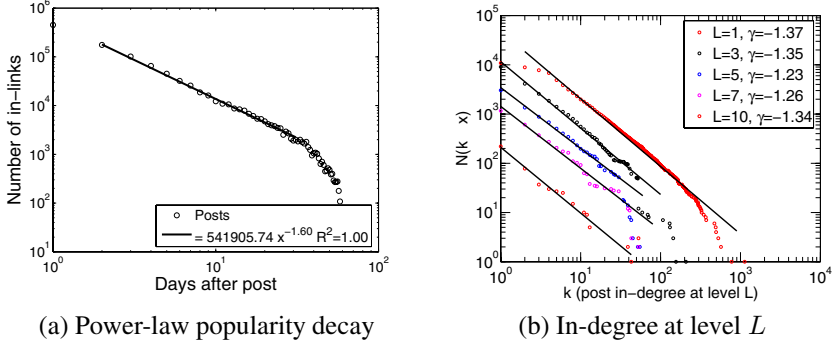 10^6
10^5
10^4
10^3
10^2
10^1
Number of in-links
Posts
= 541905.74 x^-1.60 R^2=1.00
10^0
10^1
10^2
Days after post
(a) Power-law popularity decay
10^5
10^4
10^3
10^2
10^1
10^0
N(k x)
L=1, γ=-1.37
L=3, γ=-1.35
L=5, γ=-1.23
L=7, γ=-1.26
L=10, γ=-1.34
10^0
10^1
10^2
10^3
10^4
k (post in-degree at level L)
(b) In-degree at level L